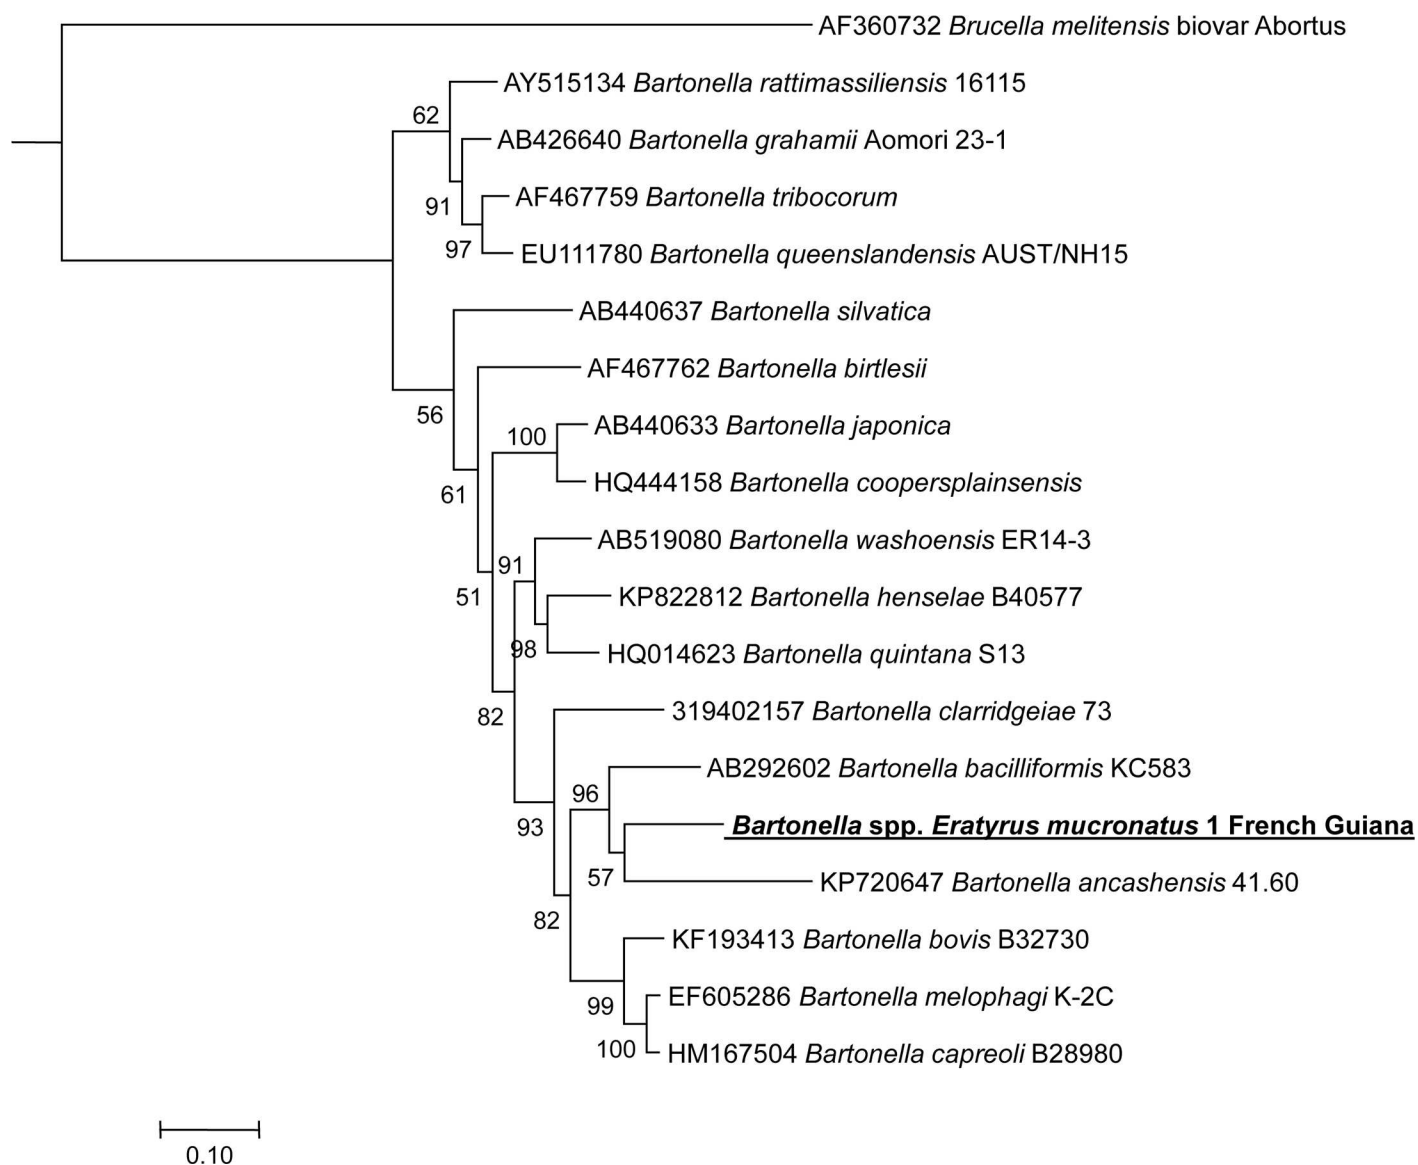 AF360732 Brucella melitensis biovar Abortus
AY515134 Bartonella rattimassiliensis 16115
62
AB426640 Bartonella grahamii Aomori 23-1
AF467759 Bartonella tribocorum
91
97
EU111780 Bartonella queenslandensis AUST/NH15
AB440637 Bartonella silvatica
AF467762 Bartonella birtlesii
56
AB440633 Bartonella japonica
100
HQ444158 Bartonella coopersplainsensis
61
AB519080 Bartonella washoensis ER14-3
91
51
KP822812 Bartonella henselae B40577
98
HQ014623 Bartonella quintana S13
82
319402157 Bartonella clarridgeiae 73
AB292602 Bartonella bacilliformis KC583
96
93
Bartonella spp. Eratyrus mucronatus 1 French Guiana
57
KP720647 Bartonella ancashensis 41.60
82
KF193413 Bartonella bovis B32730
EF605286 Bartonella melophagi K-2C
99
100
HM167504 Bartonella capreoli B28980
0.10